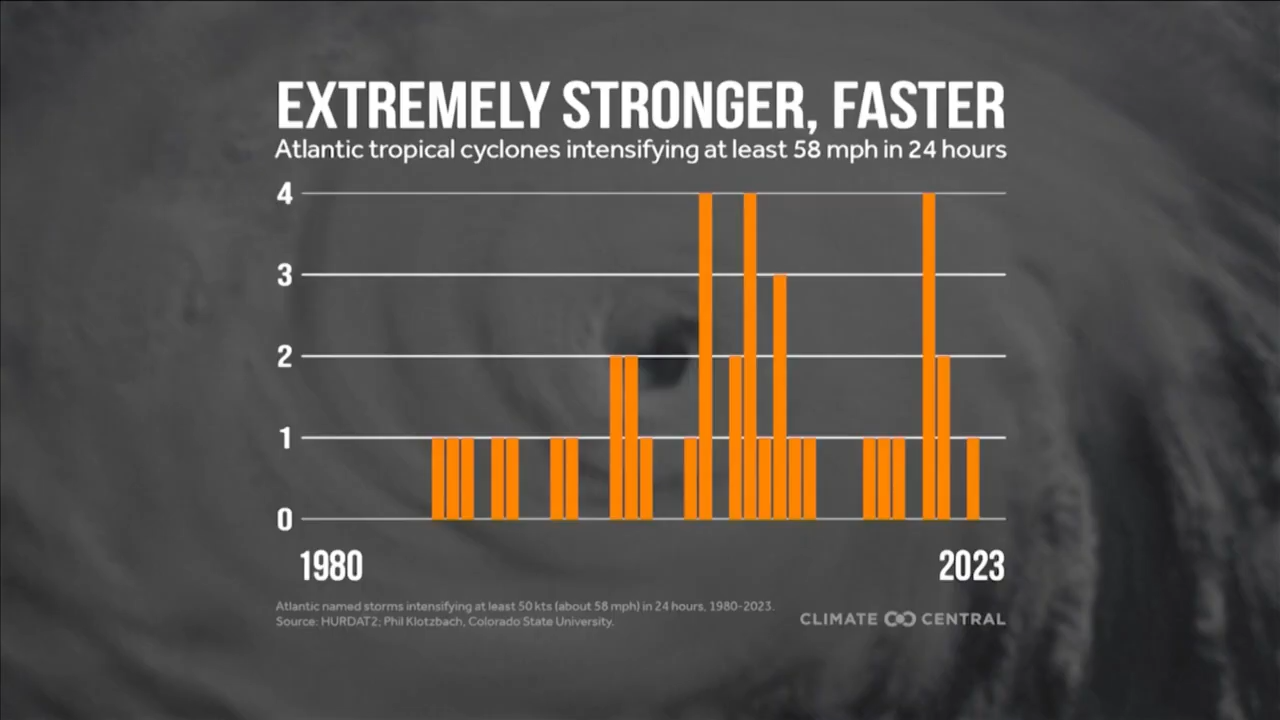 EXTREMELY STRONGER, FASTER
Atlantic tropical cyclones intensifying at least 58 mph in 24 hours
4
3
2
1
0
1980
2023
Atlantic named storms intensifying at least 50 kts (about 58 mph) in 24 hours, 1980-2023.
Source: HURDAT2; Phil Klotzbach, Colorado State University.
CLIMATE CENTRAL